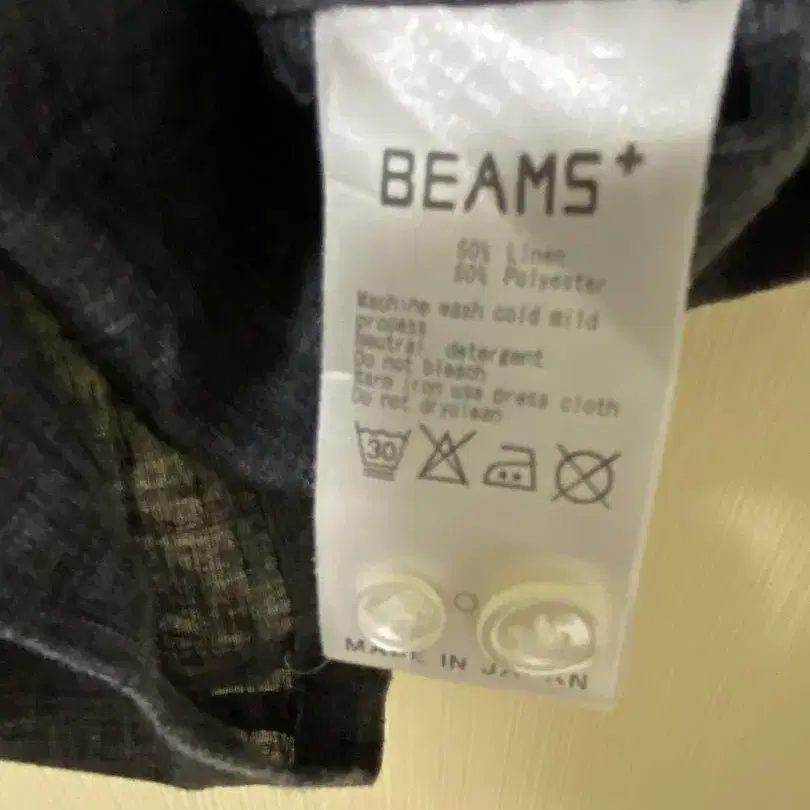 BEAMS+
50% Linen
50% Polyester
Machine wash cold mild
process
Neutral detergent
Do not bleach
Warm iron use press cloth
Do not dryclean
30
MADE IN JAPAN